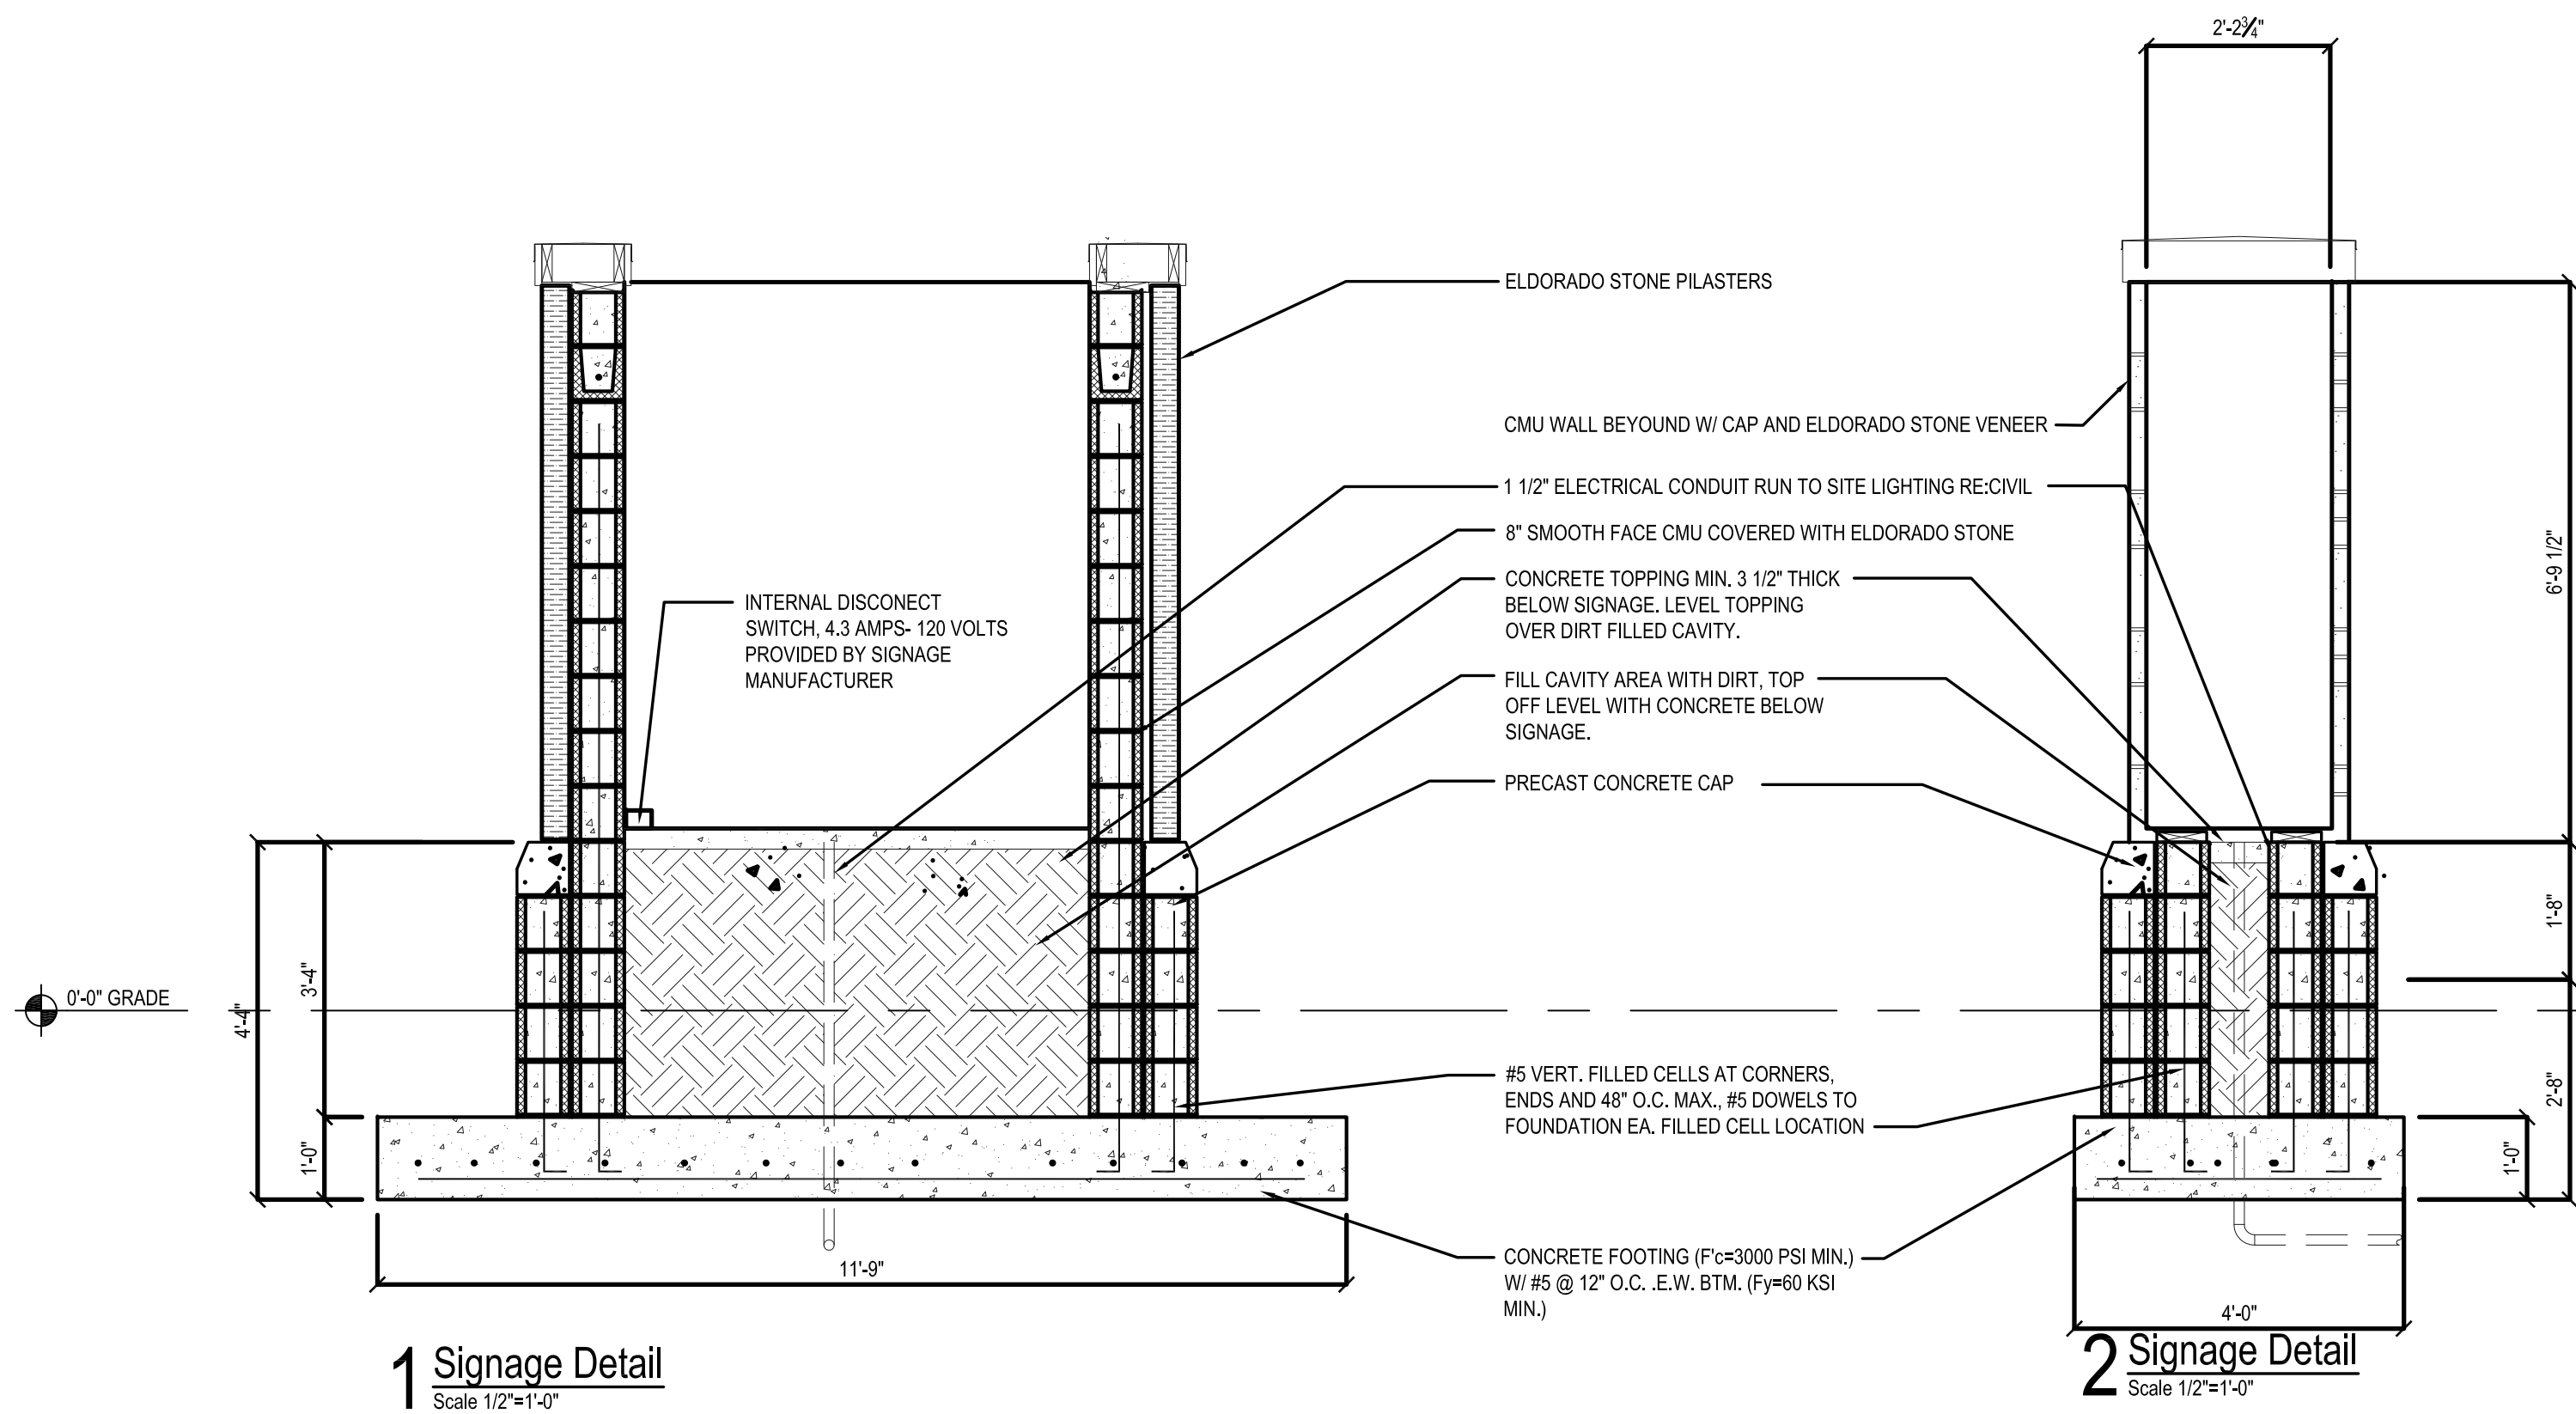 2'-2¾"
ELDORADO STONE PILASTERS
CMU WALL BEYOUND W/ CAP AND ELDORADO STONE VENEER
1 1/2" ELECTRICAL CONDUIT RUN TO SITE LIGHTING RE:CIVIL
8" SMOOTH FACE CMU COVERED WITH ELDORADO STONE
CONCRETE TOPPING MIN. 3 1/2" THICK
BELOW SIGNAGE. LEVEL TOPPING
OVER DIRT FILLED CAVITY.
INTERNAL DISCONECT
SWITCH, 4.3 AMPS- 120 VOLTS
PROVIDED BY SIGNAGE
MANUFACTURER
FILL CAVITY AREA WITH DIRT, TOP
OFF LEVEL WITH CONCRETE BELOW
SIGNAGE.
PRECAST CONCRETE CAP
6'-9 1/2"
1'-8"
2'-8"
1'-0"
0'-0" GRADE
4'-4"
3'-4"
1'-0"
#5 VERT. FILLED CELLS AT CORNERS,
ENDS AND 48" O.C. MAX., #5 DOWELS TO
FOUNDATION EA. FILLED CELL LOCATION
CONCRETE FOOTING (F'c=3000 PSI MIN.)
W/ #5 @ 12" O.C. .E.W. BTM. (Fy=60 KSI
MIN.)
11'-9"
4'-0"
1 Signage Detail
Scale 1/2"=1'-0"
2 Signage Detail
Scale 1/2"=1'-0"